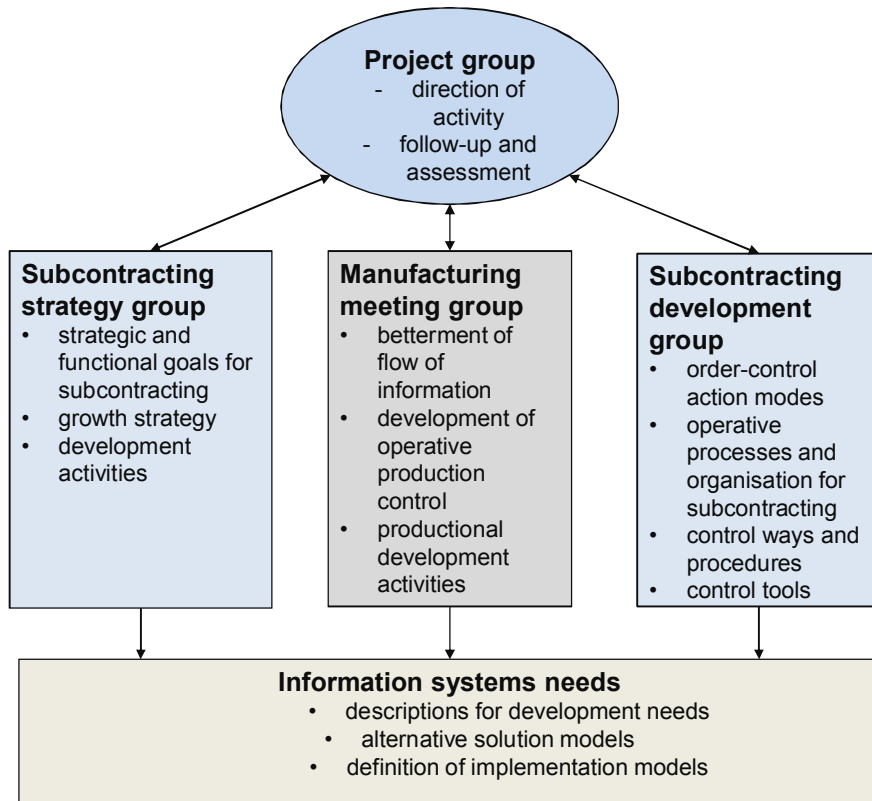 Project group
- direction of
activity
- follow-up and
assessment
Subcontracting
strategy group
• strategic and
functional goals for
subcontracting
• growth strategy
• development
activities
Manufacturing
meeting group
• betterment of
flow of
information
• development of
operative
production
control
• productional
development
activities
Subcontracting
development
group
• order-control
action modes
• operative
processes and
organisation for
subcontracting
• control ways and
procedures
• control tools
Information systems needs
• descriptions for development needs
• alternative solution models
• definition of implementation models